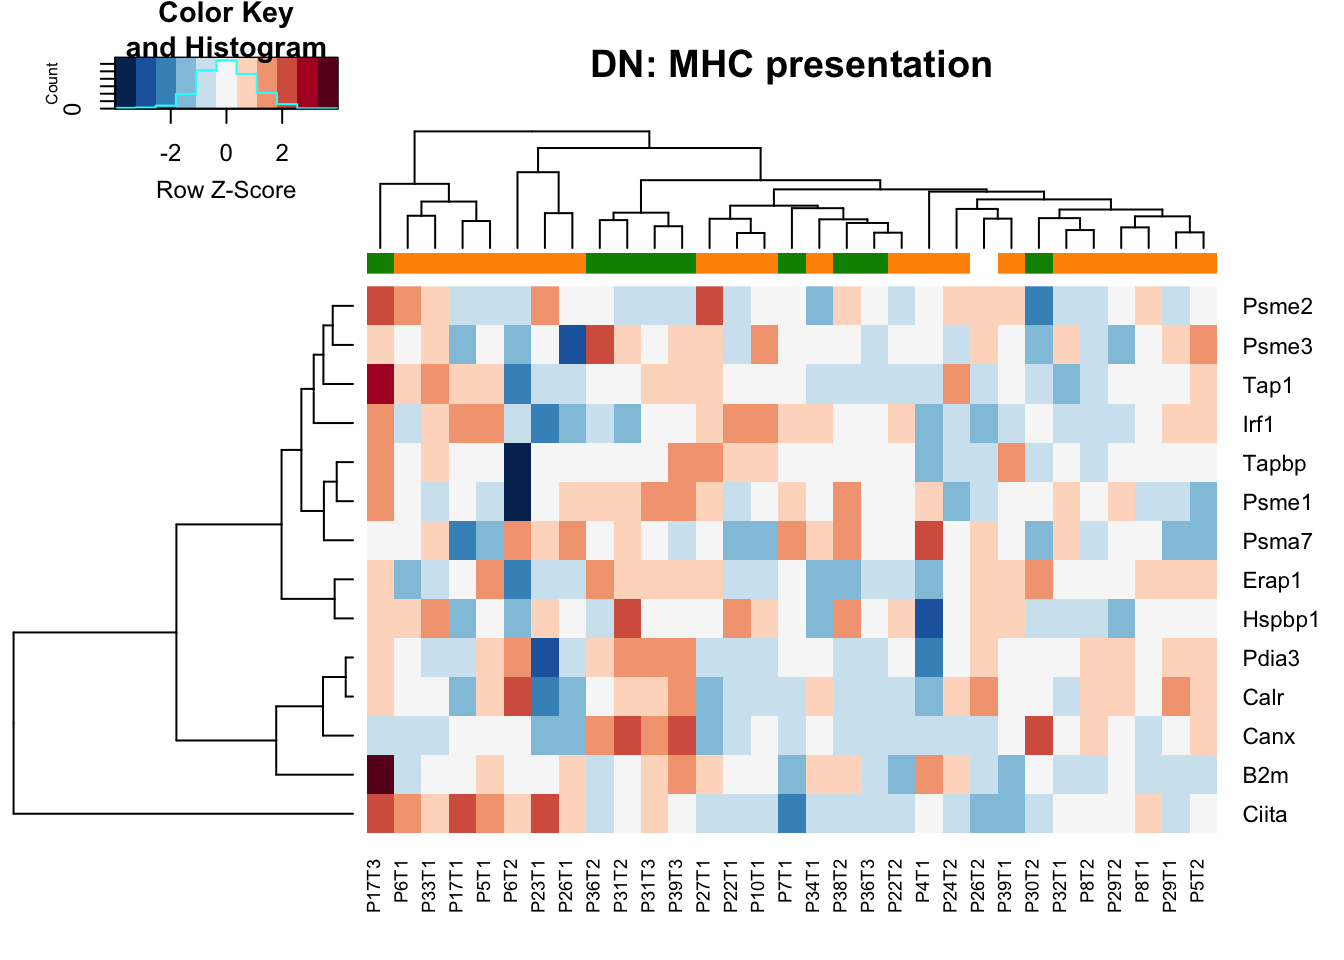 Color Key
and Histogram
Count
0
-2 0 2
Row Z-Score
DN: MHC presentation
Psme2
Psme3
Tap1
Irf1
Tapbp
Psme1
Psma7
Erap1
Hspbp1
Pdia3
Calr
Canx
B2m
Ciita
P17T3
P6T1
P33T1
P17T1
P5T1
P6T2
P23T1
P26T1
P36T2
P31T2
P31T3
P39T3
P27T1
P22T1
P10T1
P7T1
P34T1
P38T2
P36T3
P22T2
P4T1
P24T2
P26T2
P39T1
P30T2
P32T1
P8T2
P29T2
P8T1
P29T1
P5T2